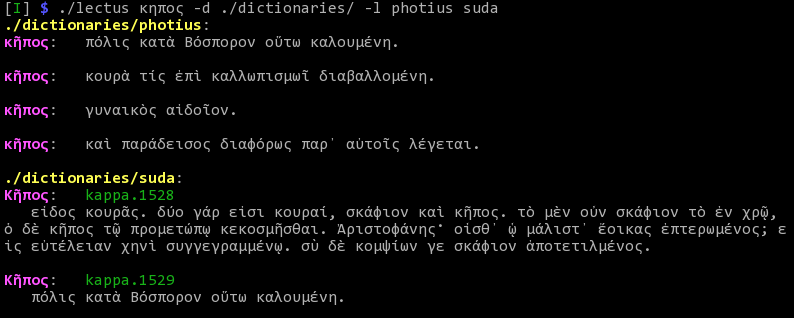 [I] $ ./lectus κηπος -d ./dictionaries/ -l photius suda
./dictionaries/photius:
κῆπος:   πόλις κατὰ Βόσπορον οὕτω καλουμένη.
κῆπος:   κουρὰ τίς ἐπὶ καλλωπισμωῖ διαβαλλομένη.
κῆπος:   γυναικὸς αἰδοῖον.
κῆπος:   καὶ παράδεισος διαφόρως παρ᾽ αὐτοῖς λέγεται.
./dictionaries/suda:
Κῆπος:   kappa.1528
εἶδος κουρᾶς. δύο γάρ εἰσι κουραί, σκάφιον καὶ κῆπος. τὸ μὲν οὖν σκάφιον τὸ ἐν χρῷ,
ὁ δὲ κῆπος τῷ προμετώπῳ κεκοσμῆσθαι. Ἀριστοφάνης· οἶσθ᾽ ᾧ μάλιστ᾽ ἔοικας ἐπτερωμένος; ε
ἰς εὐτέλειαν χηνὶ συγγεγραμμένῳ. σὺ δὲ κομψίων γε σκάφιον ἀποτετιλμένος.
Κῆπος:   kappa.1529
πόλις κατὰ Βόσπορον οὕτω καλουμένη.